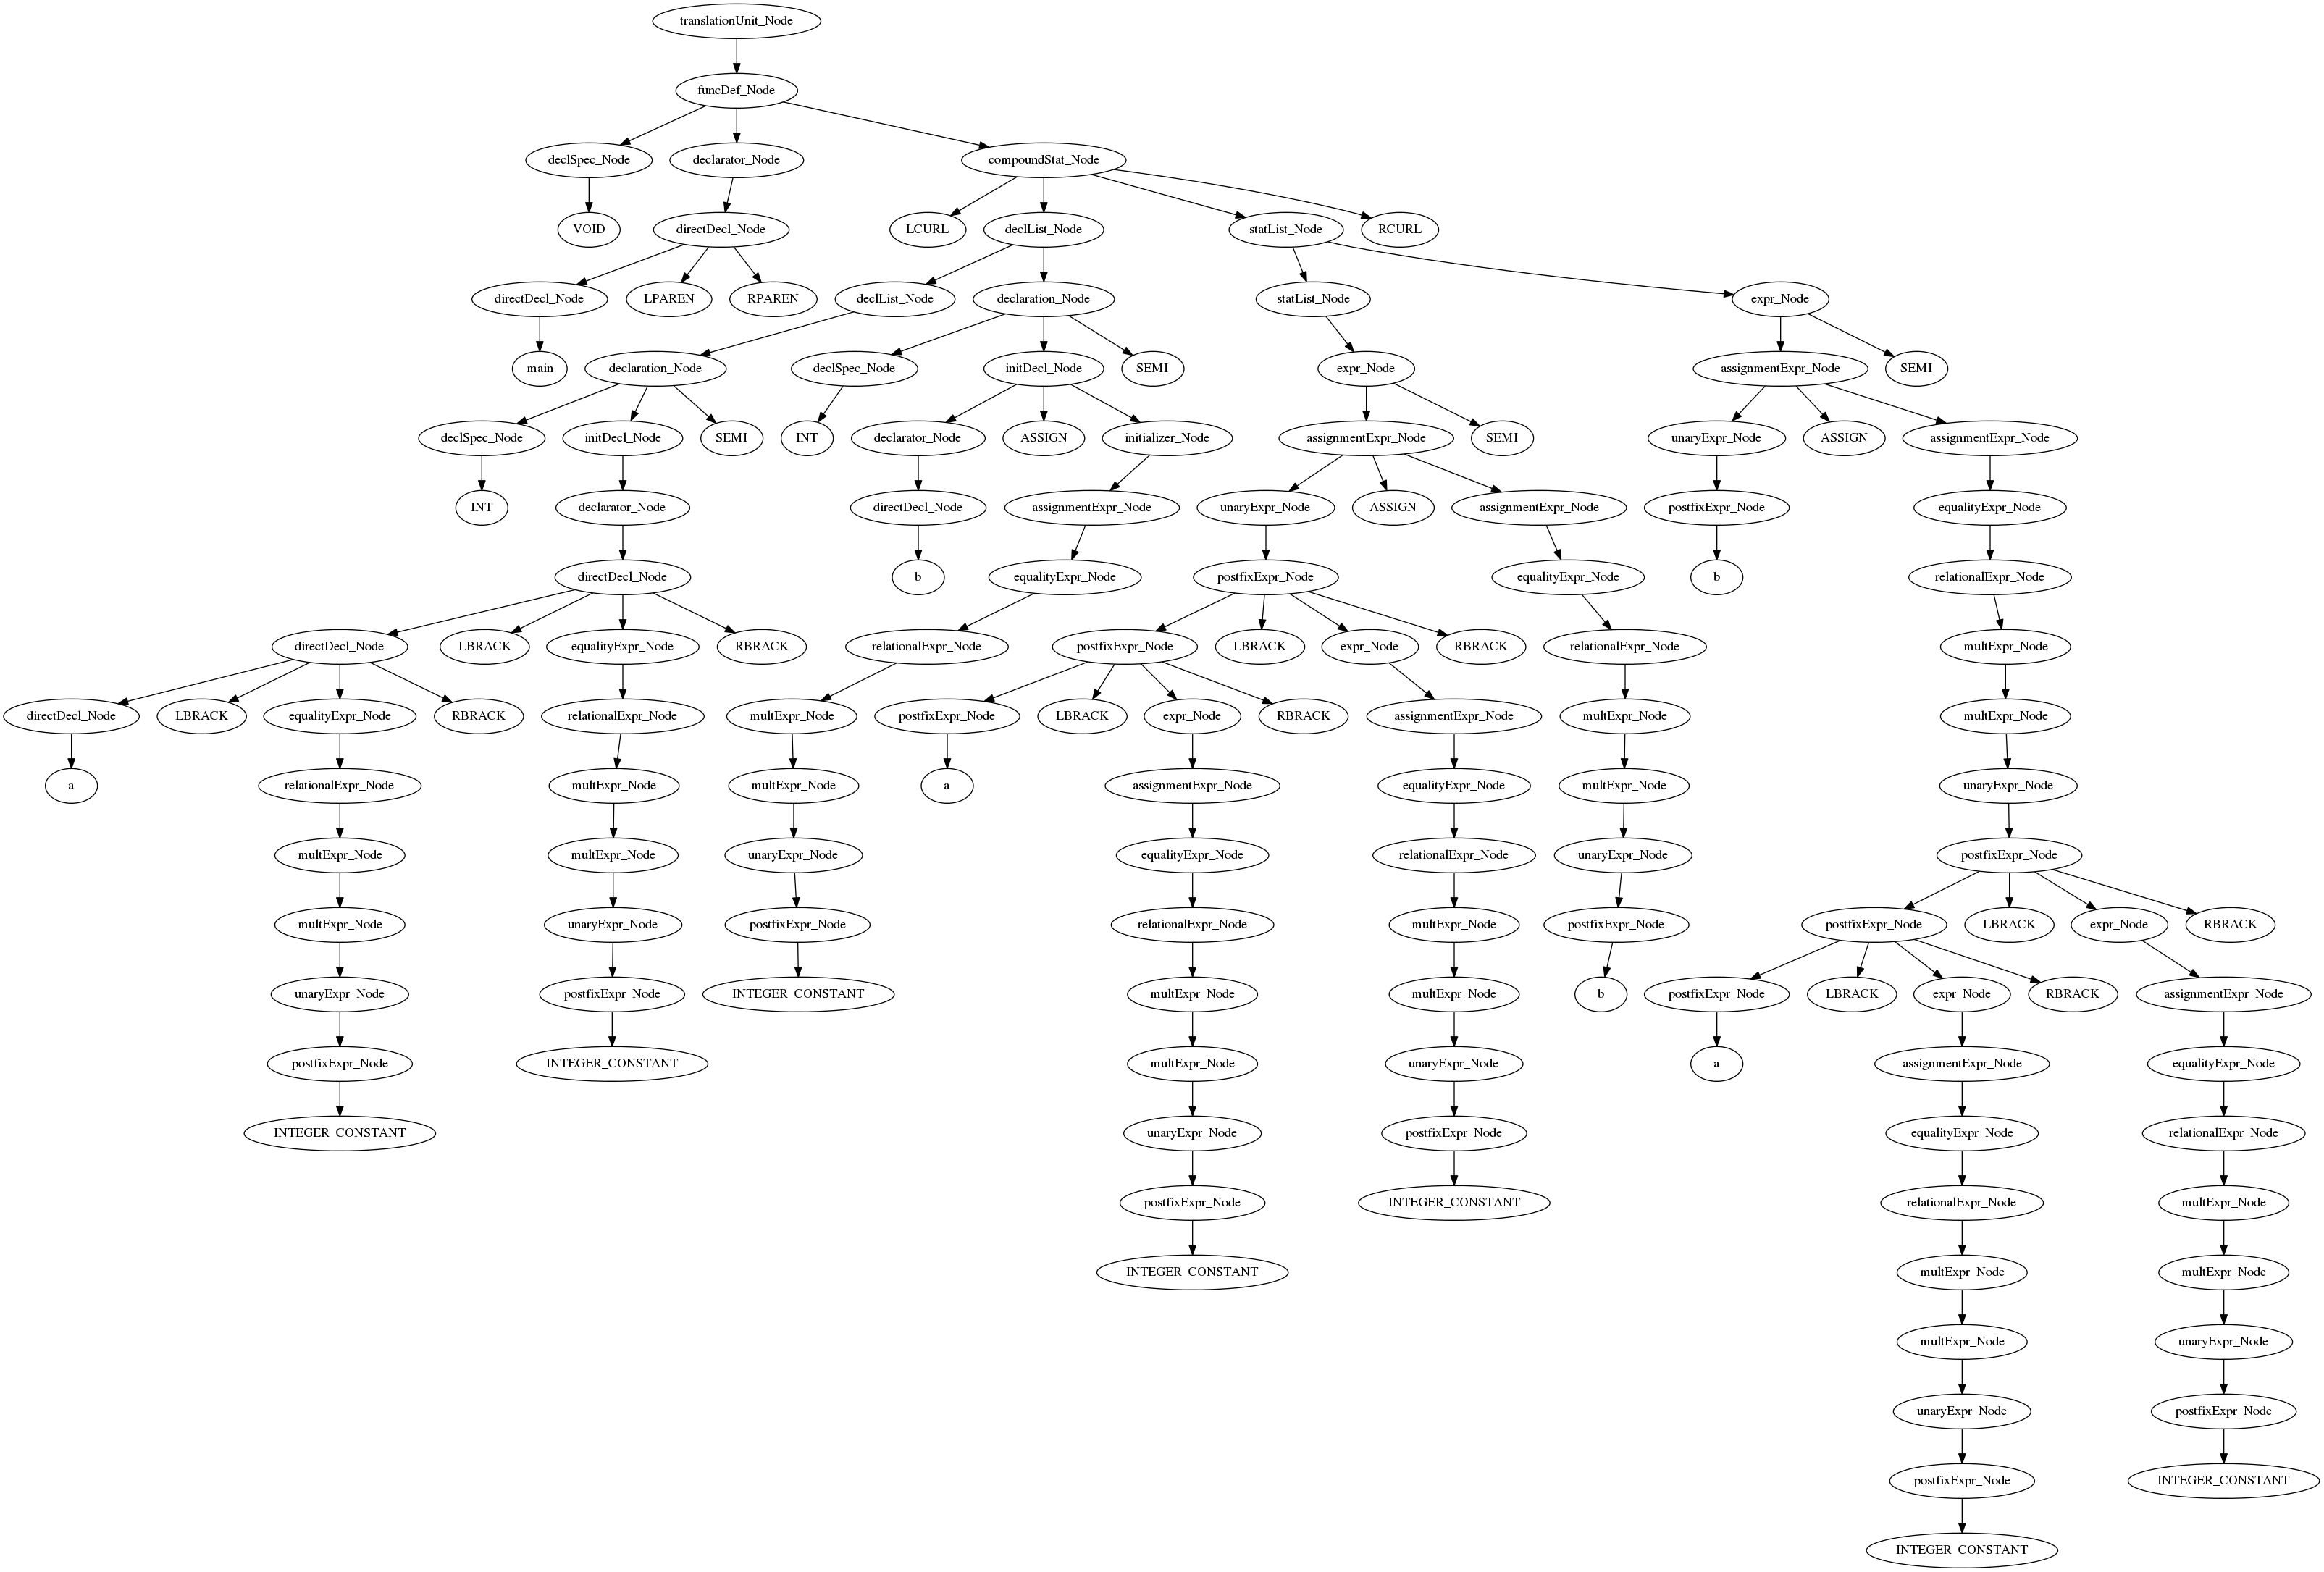 translationUnit_Node
funcDef_Node
declSpec_Node declarator_Node compoundStat_Node
VOID directDecl_Node LCURL declList_Node statList_Node RCURL
directDecl_Node LPAREN RPAREN declList_Node declaration_Node statList_Node expr_Node
main declaration_Node declSpec_Node initDecl_Node SEMI expr_Node assignmentExpr_Node SEMI
declSpec_Node initDecl_Node SEMI INT declarator_Node ASSIGN initializer_Node assignmentExpr_Node SEMI unaryExpr_Node ASSIGN assignmentExpr_Node
INT declarator_Node directDecl_Node assignmentExpr_Node unaryExpr_Node ASSIGN assignmentExpr_Node postfixExpr_Node equalityExpr_Node
directDecl_Node b equalityExpr_Node postfixExpr_Node equalityExpr_Node b relationalExpr_Node
directDecl_Node LBRACK equalityExpr_Node RBRACK relationalExpr_Node postfixExpr_Node LBRACK expr_Node RBRACK relationalExpr_Node multExpr_Node
directDecl_Node LBRACK equalityExpr_Node RBRACK relationalExpr_Node multExpr_Node postfixExpr_Node LBRACK expr_Node RBRACK assignmentExpr_Node multExpr_Node multExpr_Node
a relationalExpr_Node multExpr_Node multExpr_Node a assignmentExpr_Node equalityExpr_Node multExpr_Node unaryExpr_Node
multExpr_Node multExpr_Node unaryExpr_Node equalityExpr_Node relationalExpr_Node unaryExpr_Node postfixExpr_Node
multExpr_Node unaryExpr_Node postfixExpr_Node relationalExpr_Node multExpr_Node postfixExpr_Node postfixExpr_Node LBRACK expr_Node RBRACK
unaryExpr_Node postfixExpr_Node INTEGER_CONSTANT multExpr_Node multExpr_Node b postfixExpr_Node LBRACK expr_Node RBRACK assignmentExpr_Node
postfixExpr_Node INTEGER_CONSTANT multExpr_Node unaryExpr_Node a assignmentExpr_Node equalityExpr_Node
INTEGER_CONSTANT unaryExpr_Node postfixExpr_Node equalityExpr_Node relationalExpr_Node
postfixExpr_Node INTEGER_CONSTANT relationalExpr_Node multExpr_Node
INTEGER_CONSTANT multExpr_Node multExpr_Node
multExpr_Node unaryExpr_Node
unaryExpr_Node postfixExpr_Node
postfixExpr_Node INTEGER_CONSTANT
INTEGER_CONSTANT